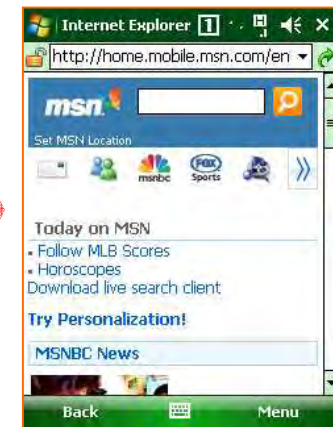 Internet Explorer 1
http://home.mobile.msn.com/en
msn
Set MSN Location
msnbc
FOX
Sports
Today on MSN
Follow MLB Scores
Horoscopes
Download live search client
Try Personalization!
MSNBC News
Back
Menu